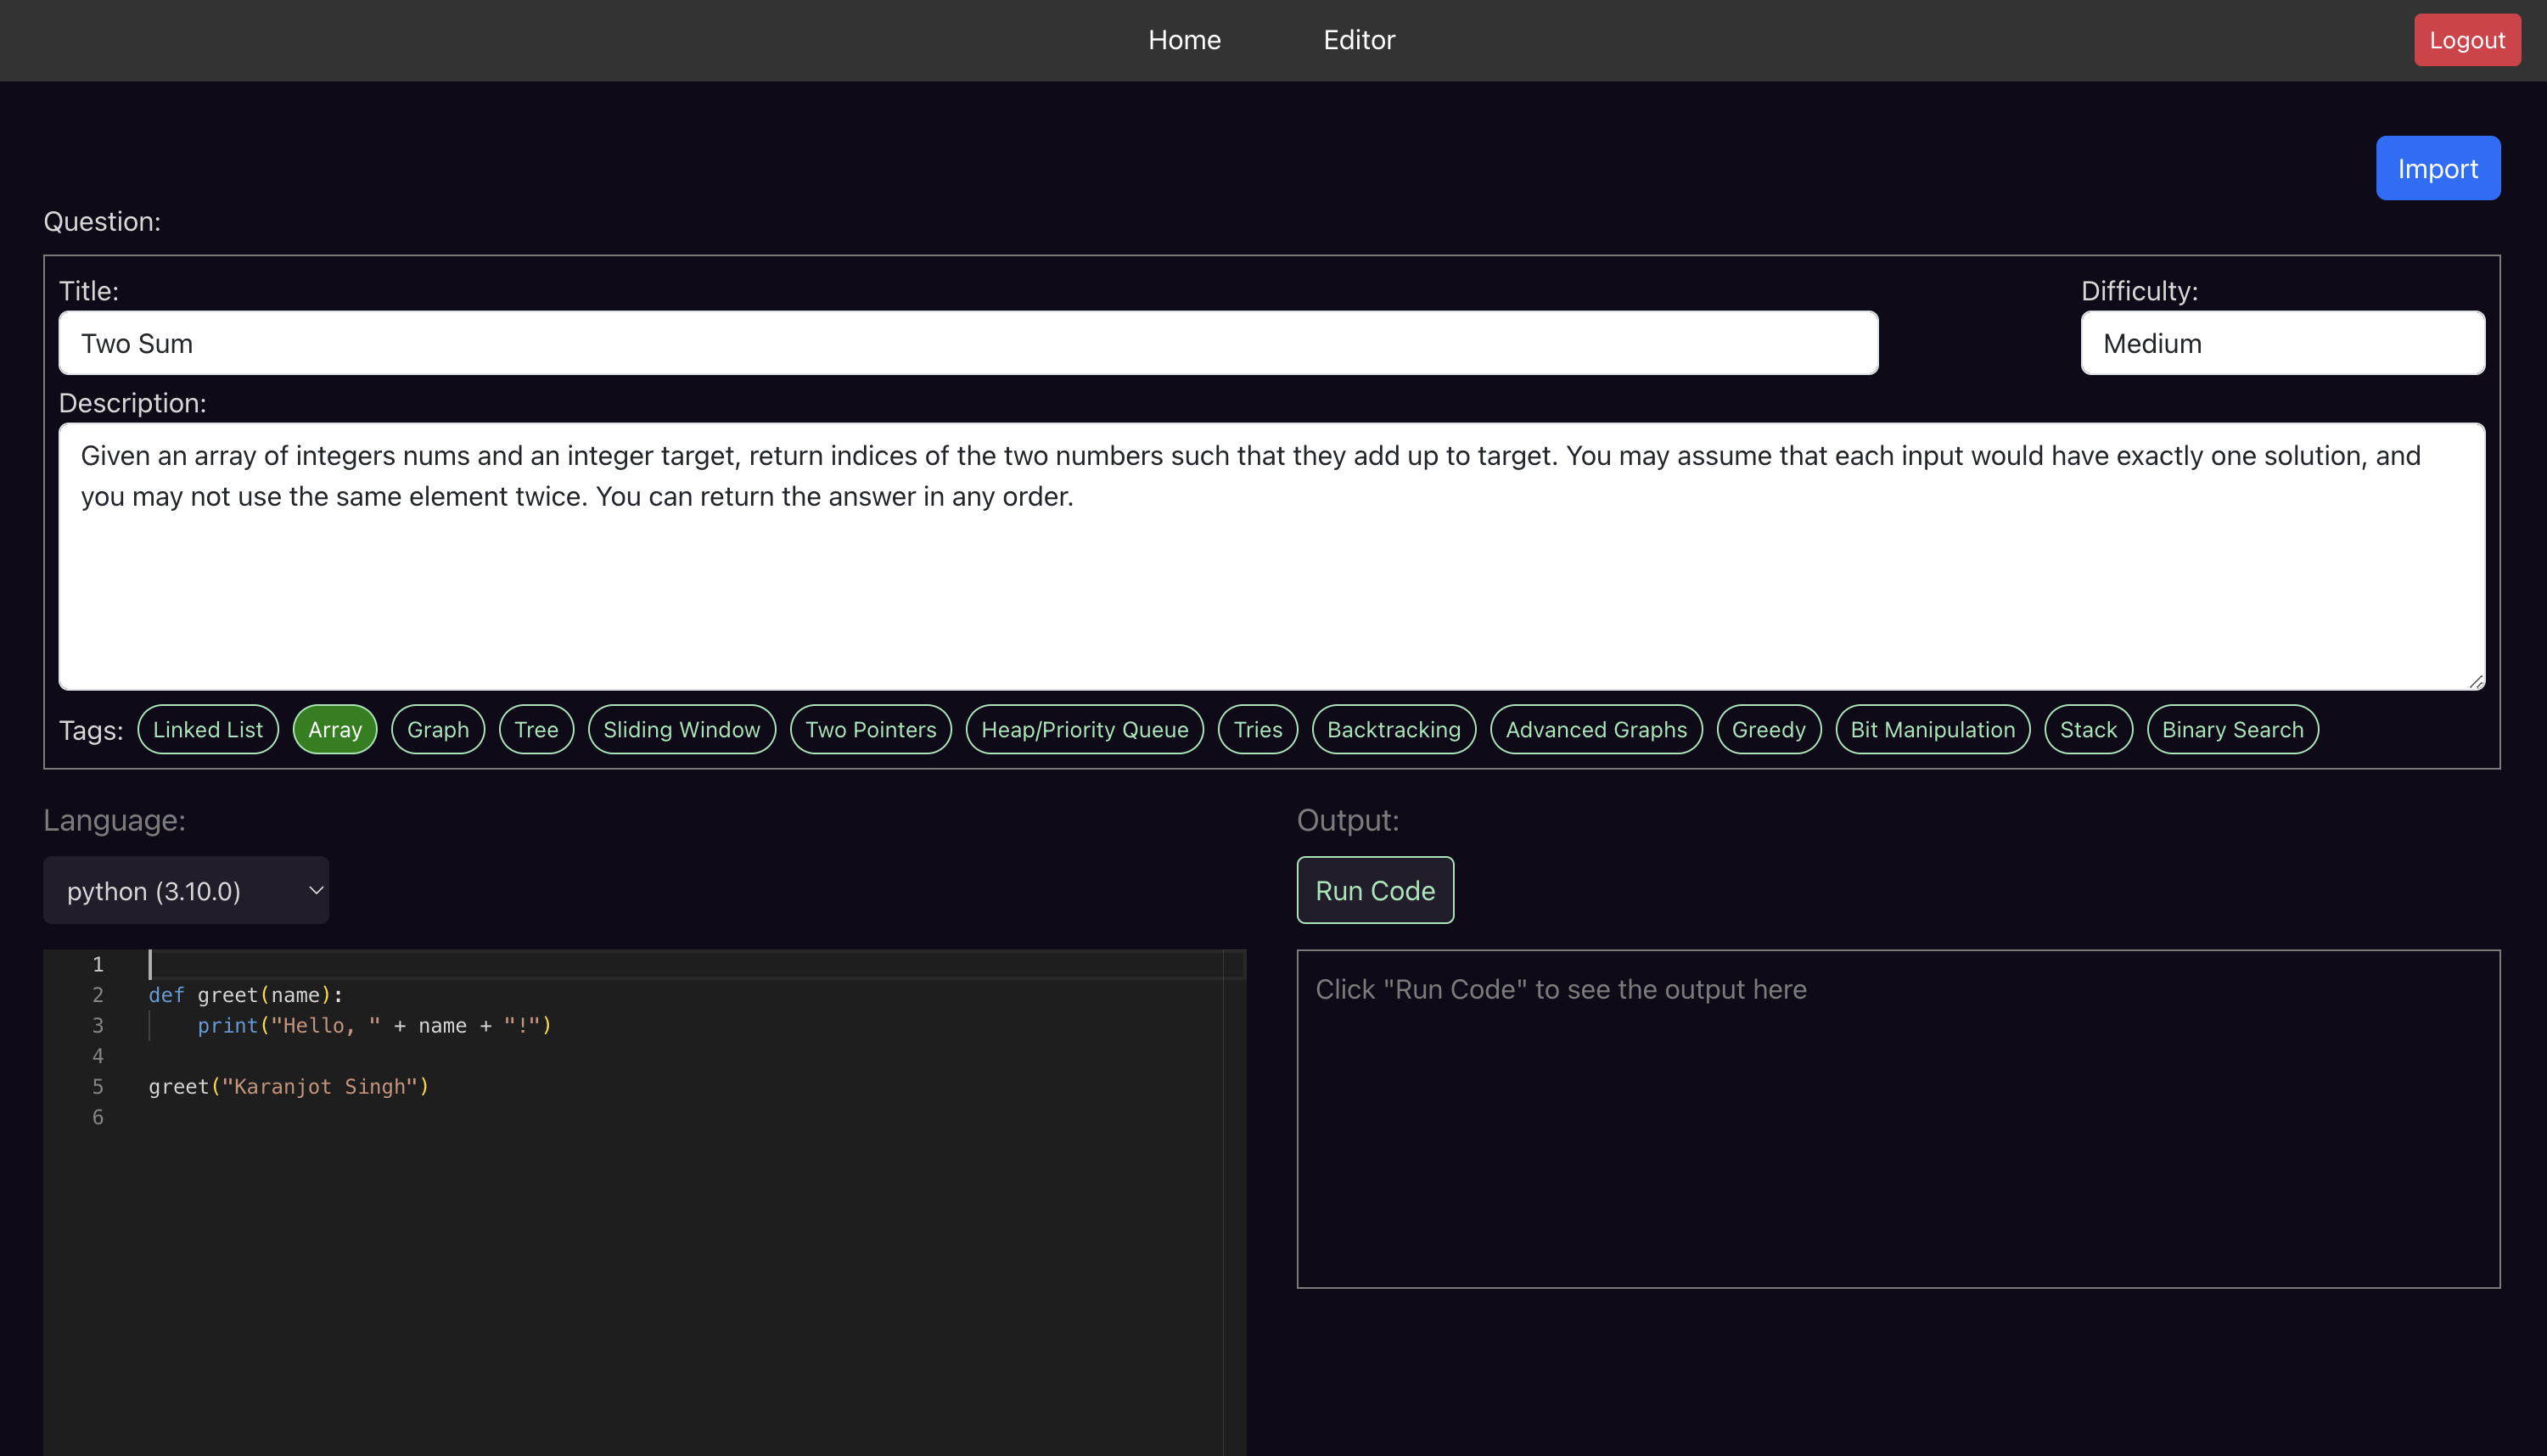 Home Editor Logout
Import
Question:
Title: Difficulty:
Two Sum Medium
Description:
Given an array of integers nums and an integer target, return indices of the two numbers such that they add up to target. You may assume that each input would have exactly one solution, and
you may not use the same element twice. You can return the answer in any order.
Tags: Linked List Array Graph Tree Sliding Window Two Pointers Heap/Priority Queue Tries Backtracking Advanced Graphs Greedy Bit Manipulation Stack Binary Search
Language:
python (3.10.0)
1
2 def greet(name):
3     print("Hello, " + name + "!")
4
5 greet("Karanjot Singh")
6
Output:
Run Code
Click "Run Code" to see the output here